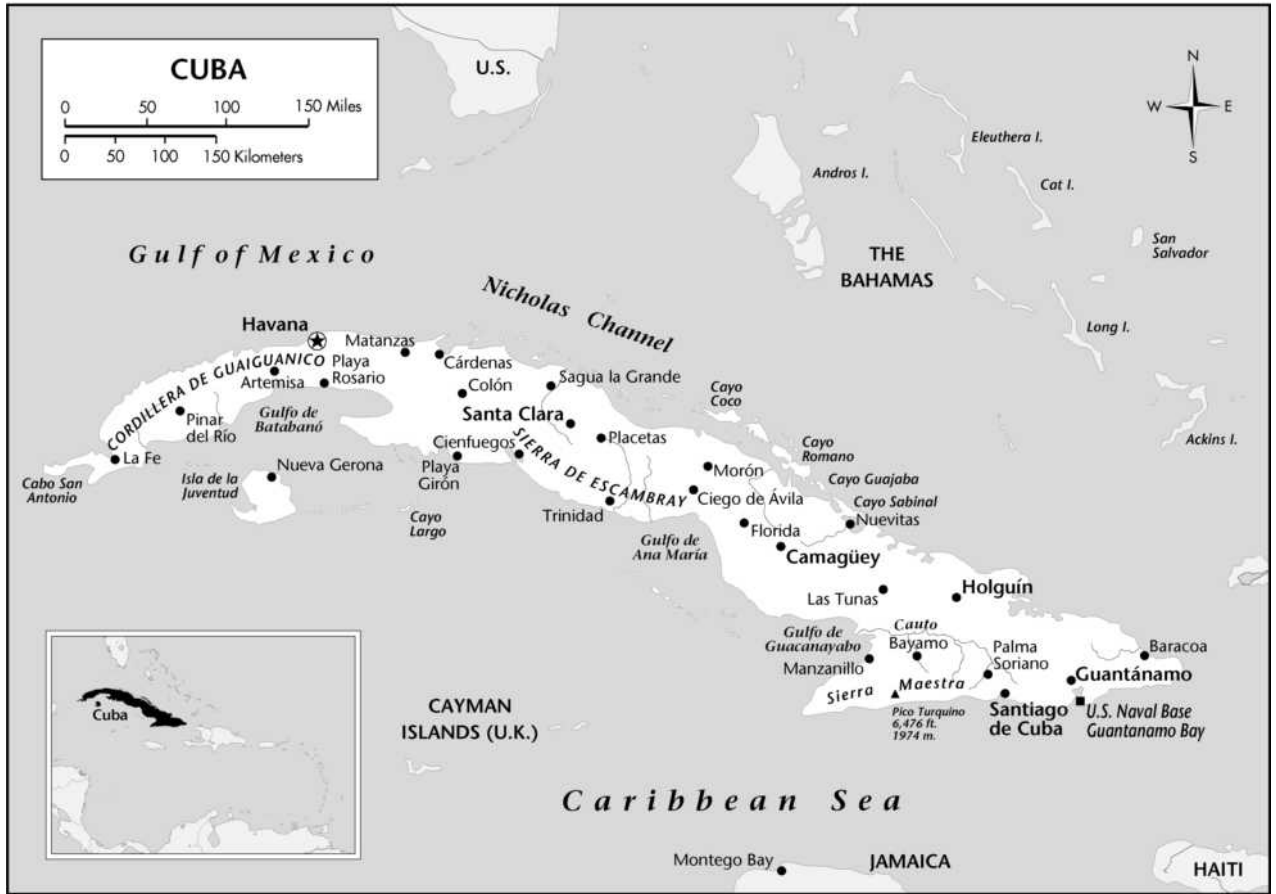 CUBA
0 50 100 150 Miles
0 50 100 150 Kilometers
U.S.
N
W E
S
Eleuthera I.
Andros I.
Cat I.
San
Salvador
THE
BAHAMAS
Long I.
Ackins I.
Gulf of Mexico
Nicholas Channel
Havana
Matanzas
Cárdenas
CORDILLERA DE GUAIGUANICO
Artemisa
Playa
Rosario
Colón
Sagua la Grande
Cayo
Coco
Pinar
del Río
Gulfo de
Batabanó
Santa Clara
Placetas
Cienfuegos
SIERRA DE ESCAMBRAY
Cayo
Romano
La Fe
Cabo San
Antonio
Isla de la
Juventud
Nueva Gerona
Playa
Girón
Morón
Cayo Guajaba
Ciego de Ávila
Cayo Sabinal
Nuevitas
Cayo
Largo
Trinidad
Gulfo de
Ana María
Florida
Camagüey
Las Tunas
Holguín
Cauto
Gulfo de
Guacanayabo
Bayamo
Palma
Soriano
Baracoa
Manzanillo
Guantánamo
Sierra Maestra
Pico Turquino
6,476 ft.
1974 m.
Santiago
de Cuba
U.S. Naval Base
Guantanamo Bay
Cuba
CAYMAN
ISLANDS (U.K.)
Caribbean Sea
Montego Bay
JAMAICA
HAITI